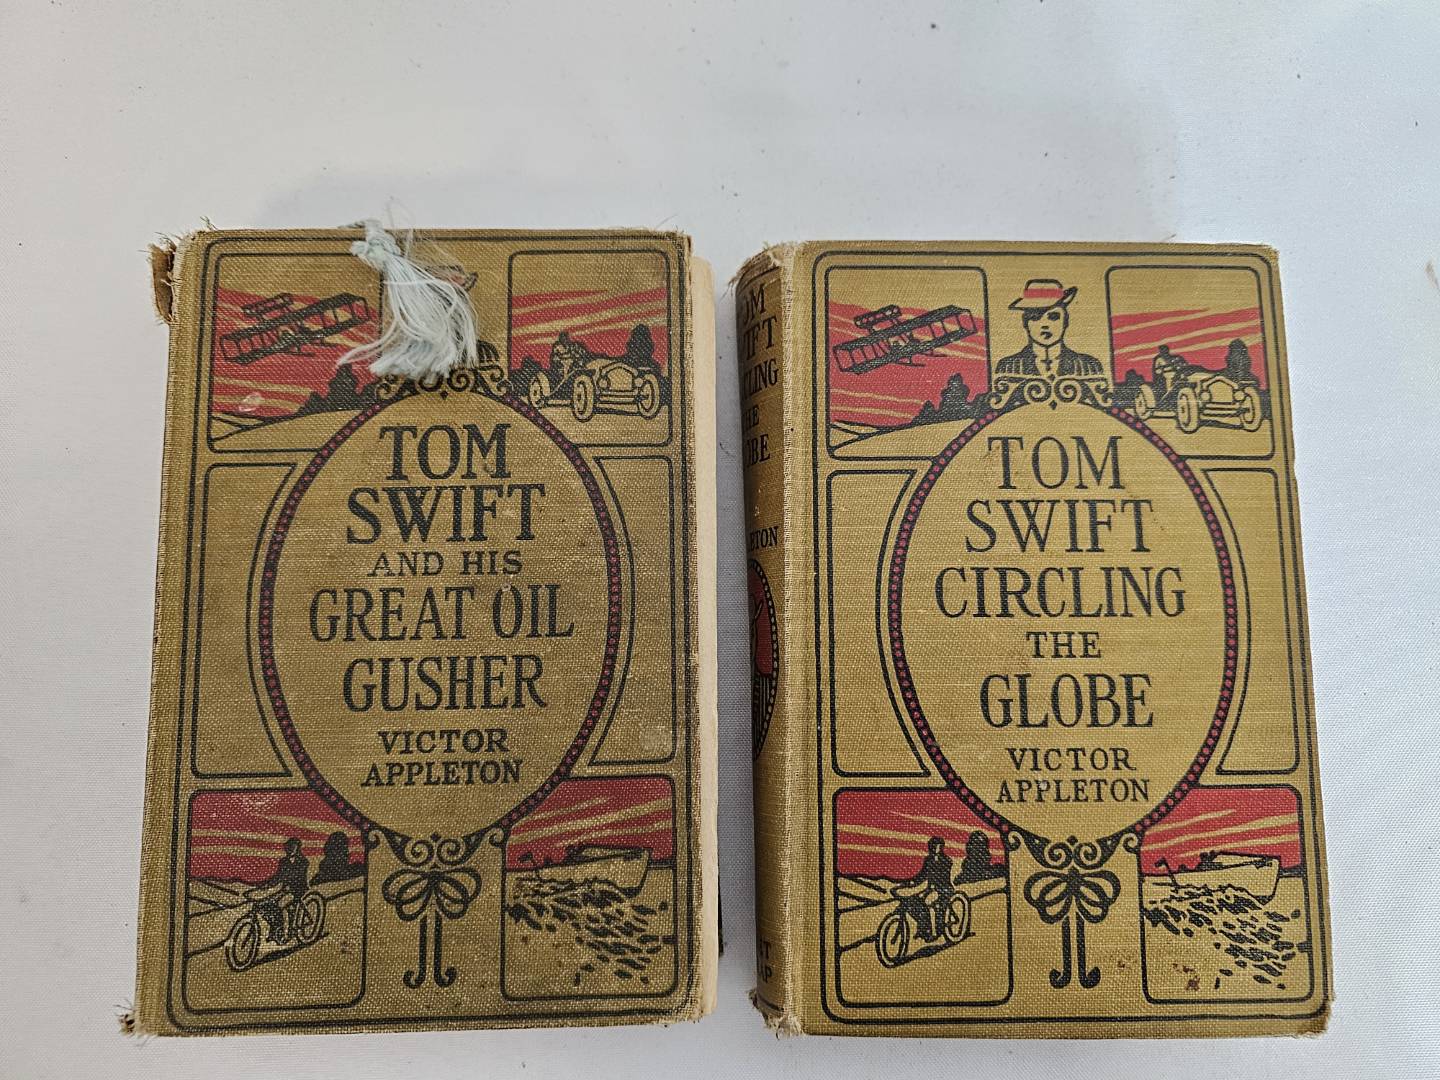 TOM
SWIFT
AND HIS
GREAT OIL
GUSHER
VICTOR
APPLETON
TOM
SWIFT
CIRCLING
THE
GLOBE
VICTOR
APPLETON